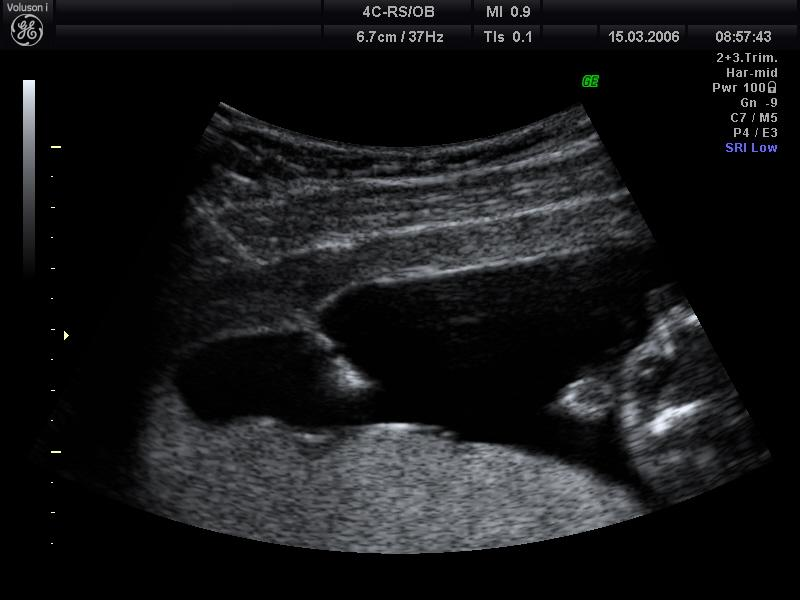 Voluson i
4C-RS/OB MI 0.9
6.7cm / 37Hz TIs 0.1 15.03.2006 08:57:43
GE
2+3.Trim.
Har-mid
Pwr 100
Gn -9
C7 / M5
P4 / E3
SRI Low